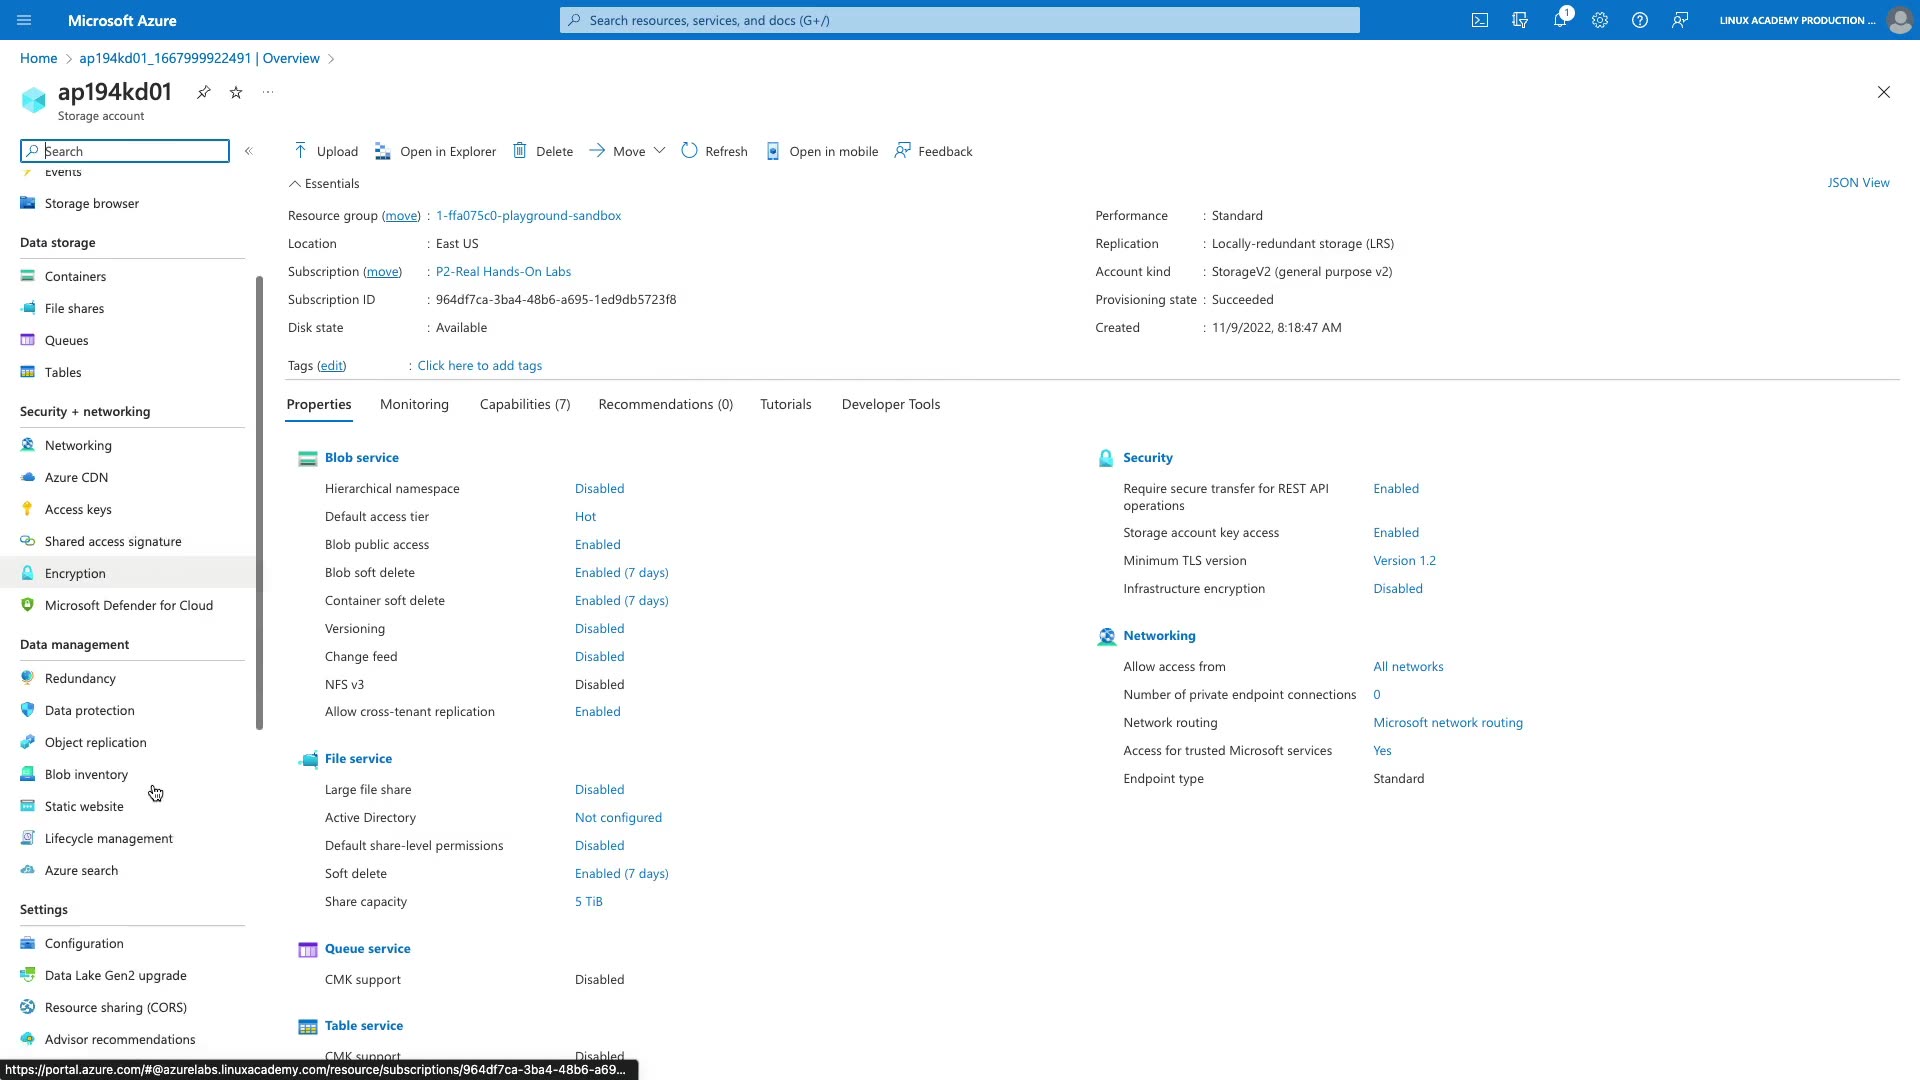 Microsoft Azure
Search resources, services, and docs (G+/)
1
LINUX ACADEMY PRODUCTION ...
Home > ap194kd01_1667999922491 | Overview >
ap194kd01
...
Storage account
Search
«
Events
Storage browser
Data storage
Containers
File shares
Queues
Tables
Security + networking
Networking
Azure CDN
Access keys
Shared access signature
Encryption
Microsoft Defender for Cloud
Data management
Redundancy
Data protection
Object replication
Blob inventory
Static website
Lifecycle management
Azure search
Settings
Configuration
Data Lake Gen2 upgrade
Resource sharing (CORS)
Advisor recommendations
Upload
Open in Explorer
Delete
Move
Refresh
Open in mobile
Feedback
Essentials
JSON View
Resource group (move) : 1-ffa075c0-playground-sandbox
Location : East US
Subscription (move) : P2-Real Hands-On Labs
Subscription ID : 964df7ca-3ba4-48b6-a695-1ed9db5723f8
Disk state : Available
Tags (edit) : Click here to add tags
Performance : Standard
Replication : Locally-redundant storage (LRS)
Account kind : StorageV2 (general purpose v2)
Provisioning state : Succeeded
Created : 11/9/2022, 8:18:47 AM
Properties
Monitoring
Capabilities (7)
Recommendations (0)
Tutorials
Developer Tools
Blob service
Hierarchical namespace Disabled
Default access tier Hot
Blob public access Enabled
Blob soft delete Enabled (7 days)
Container soft delete Enabled (7 days)
Versioning Disabled
Change feed Disabled
NFS v3 Disabled
Allow cross-tenant replication Enabled
File service
Large file share Disabled
Active Directory Not configured
Default share-level permissions Disabled
Soft delete Enabled (7 days)
Share capacity 5 TiB
Queue service
CMK support Disabled
Table service
CMK support Disabled
Security
Require secure transfer for REST API Enabled
operations
Storage account key access Enabled
Minimum TLS version Version 1.2
Infrastructure encryption Disabled
Networking
Allow access from All networks
Number of private endpoint connections 0
Network routing Microsoft network routing
Access for trusted Microsoft services Yes
Endpoint type Standard
https://portal.azure.com/#@azurelabs.linuxacademy.com/resource/subscriptions/964df7ca-3ba4-48b6-a69...